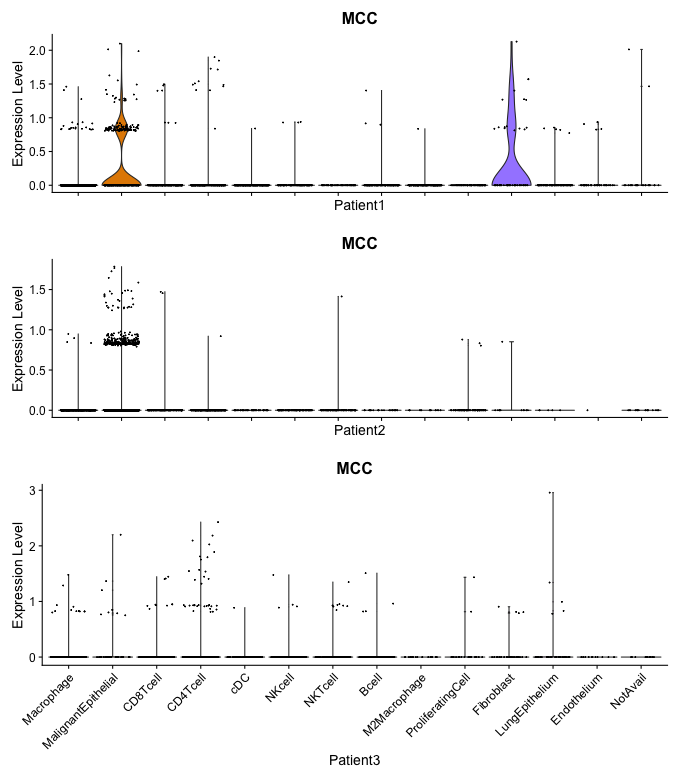 MCC
Expression Level
2.0
1.5
1.0
0.5
0.0
Patient1
MCC
Expression Level
1.5
1.0
0.5
0.0
Patient2
MCC
Expression Level
3
2
1
0
Macrophage
MalignantEpithelial
CD8Tcell
CD4Tcell
cDC
NKcell
NKTcell
Bcell
M2Macrophage
ProliferatingCell
Fibroblast
LungEpithelium
Endothelium
NotAvail
Patient3